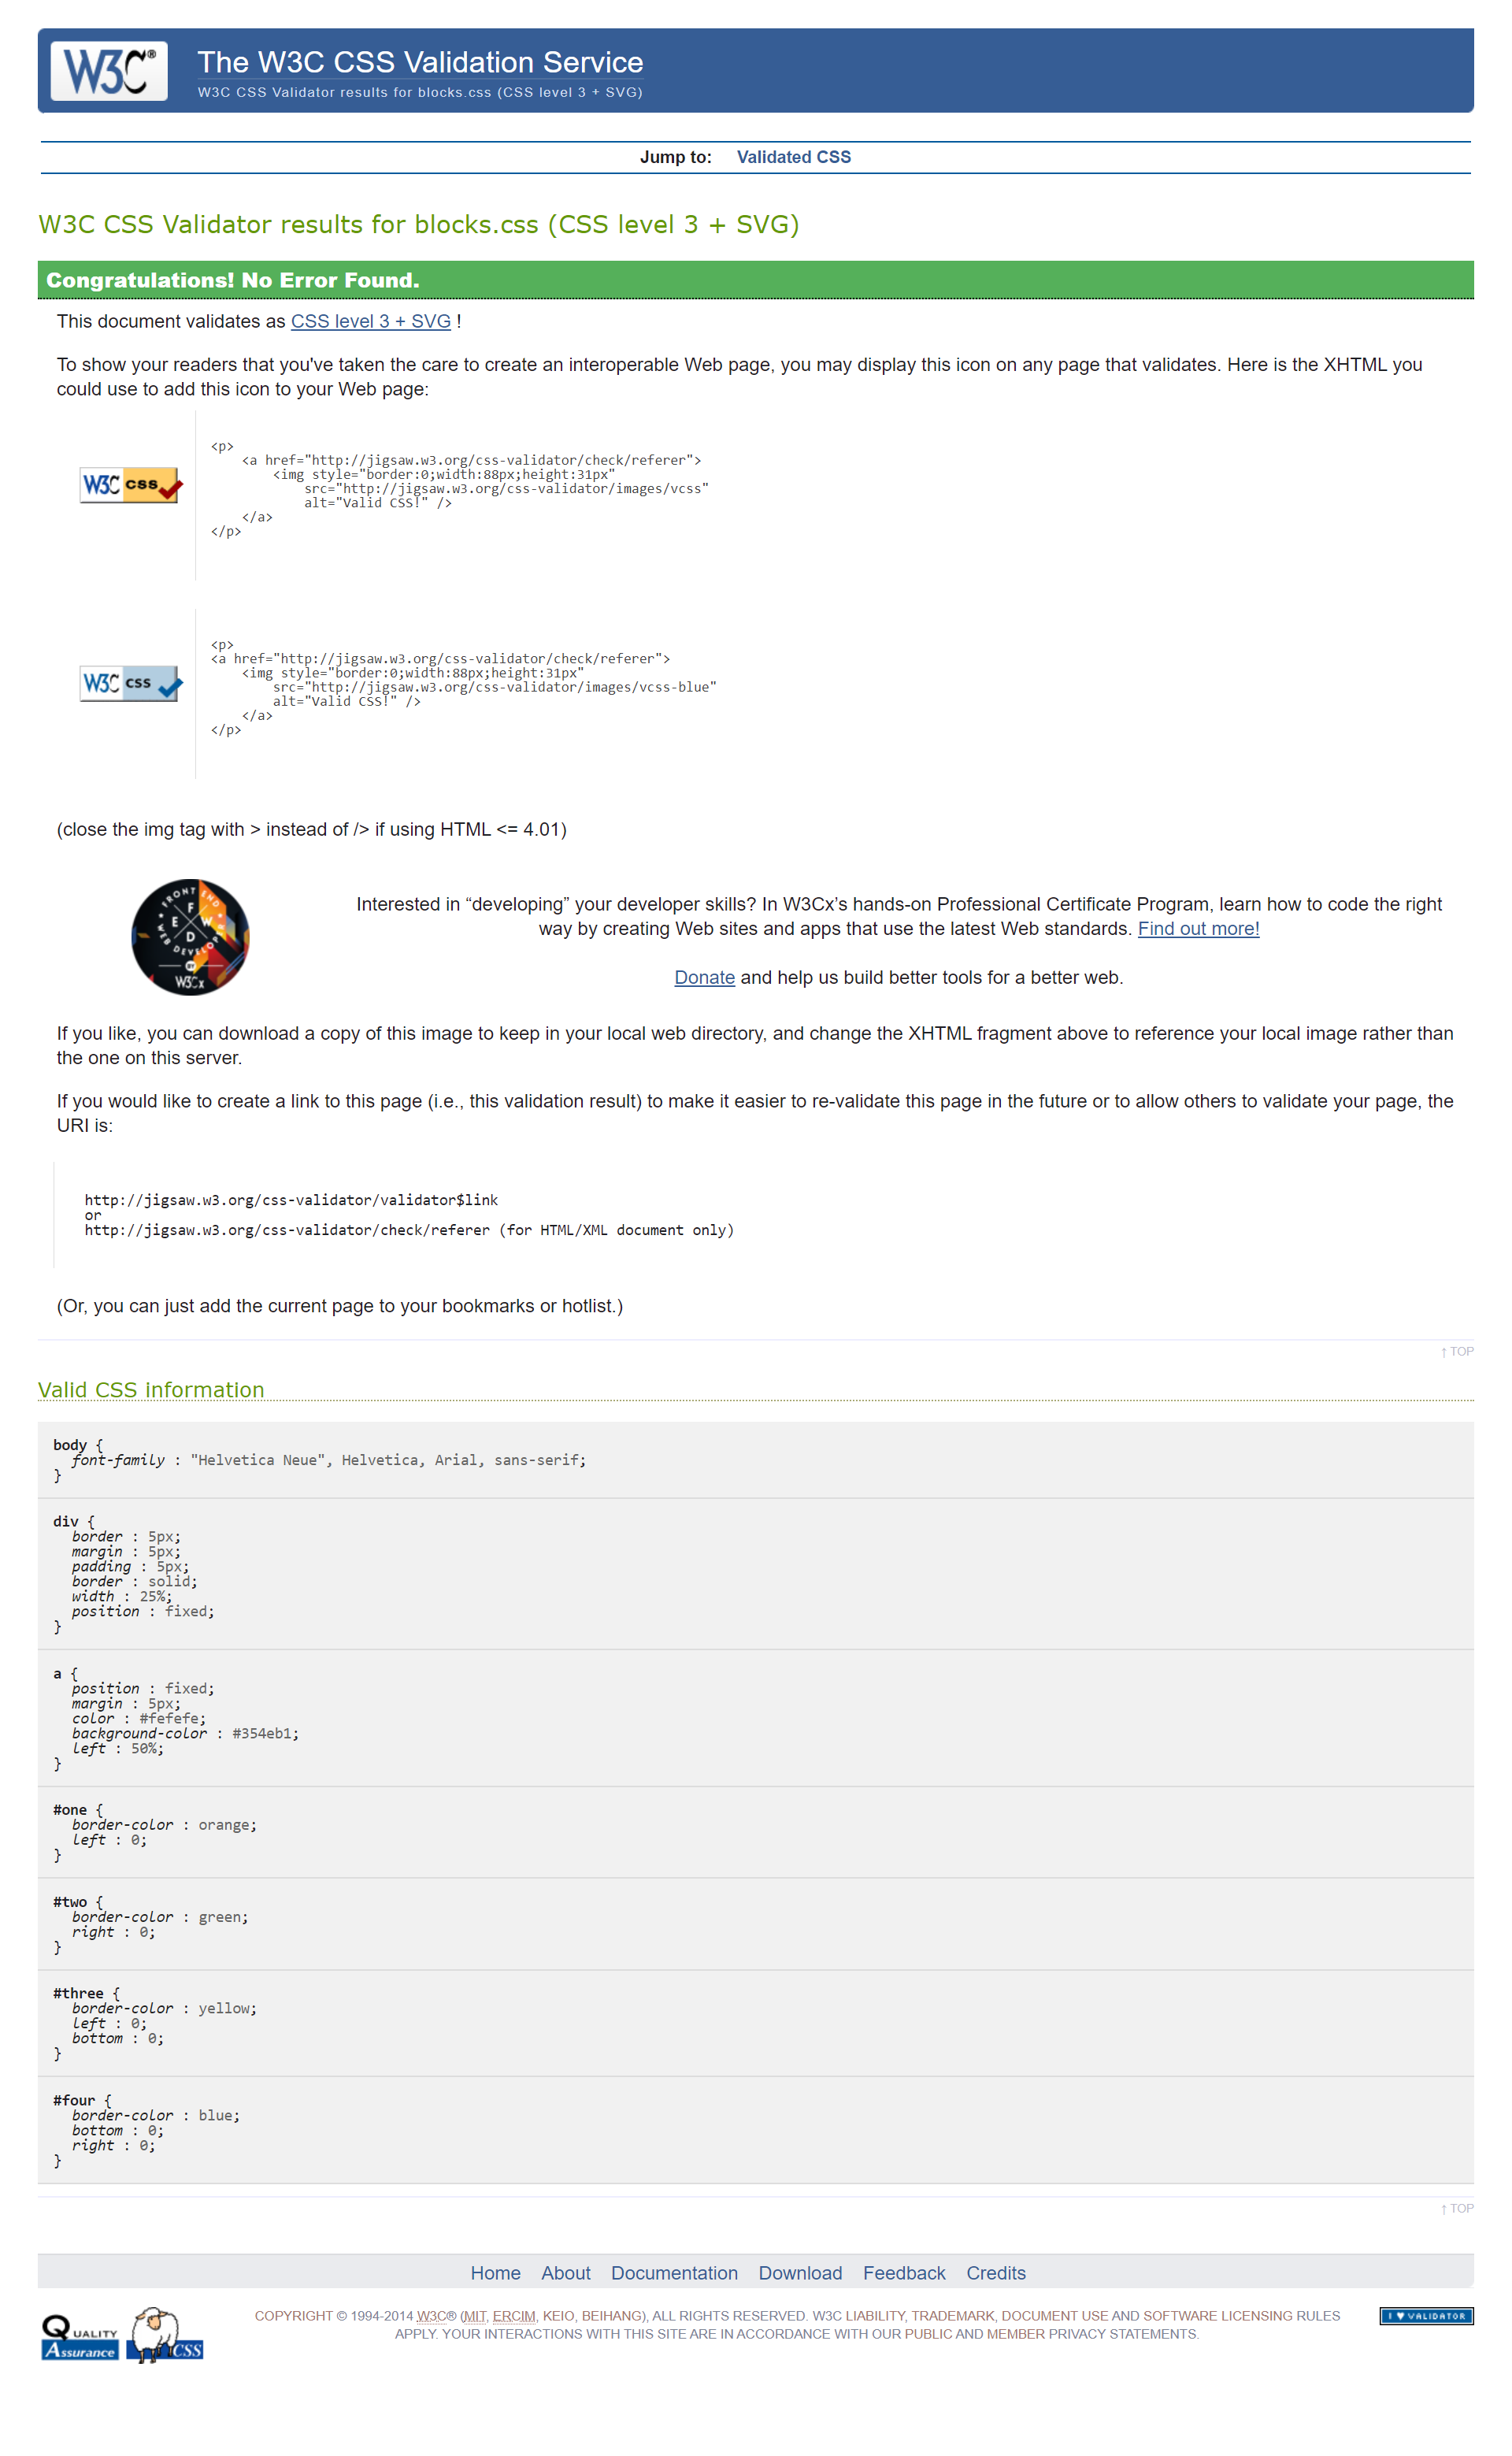 W3C®
The W3C CSS Validation Service
W3C CSS Validator results for blocks.css (CSS level 3 + SVG)
Jump to: Validated CSS
W3C CSS Validator results for blocks.css (CSS level 3 + SVG)
Congratulations! No Error Found.
This document validates as CSS level 3 + SVG !
To show your readers that you've taken the care to create an interoperable Web page, you may display this icon on any page that validates. Here is the XHTML you
could use to add this icon to your Web page:
W3C css
<p>
    <a href="http://jigsaw.w3.org/css-validator/check/referer">
        <img style="border:0;width:88px;height:31px"
            src="http://jigsaw.w3.org/css-validator/images/vcss"
            alt="Valid CSS!" />
    </a>
</p>
W3C css
<p>
<a href="http://jigsaw.w3.org/css-validator/check/referer">
    <img style="border:0;width:88px;height:31px"
        src="http://jigsaw.w3.org/css-validator/images/vcss-blue"
        alt="Valid CSS!" />
    </a>
</p>
(close the img tag with > instead of /> if using HTML <= 4.01)
FRONT END
F
E W
D
WEB DEVELOPER
BY
W3Cx
Interested in “developing” your developer skills? In W3Cx’s hands-on Professional Certificate Program, learn how to code the right
way by creating Web sites and apps that use the latest Web standards. Find out more!
Donate and help us build better tools for a better web.
If you like, you can download a copy of this image to keep in your local web directory, and change the XHTML fragment above to reference your local image rather than
the one on this server.
If you would like to create a link to this page (i.e., this validation result) to make it easier to re-validate this page in the future or to allow others to validate your page, the
URI is:
http://jigsaw.w3.org/css-validator/validator$link
or
http://jigsaw.w3.org/css-validator/check/referer (for HTML/XML document only)
(Or, you can just add the current page to your bookmarks or hotlist.)
↑ TOP
Valid CSS information
body {
  font-family : "Helvetica Neue", Helvetica, Arial, sans-serif;
}
div {
  border : 5px;
  margin : 5px;
  padding : 5px;
  border : solid;
  width : 25%;
  position : fixed;
}
a {
  position : fixed;
  margin : 5px;
  color : #fefefe;
  background-color : #354eb1;
  left : 50%;
}
#one {
  border-color : orange;
  left : 0;
}
#two {
  border-color : green;
  right : 0;
}
#three {
  border-color : yellow;
  left : 0;
  bottom : 0;
}
#four {
  border-color : blue;
  bottom : 0;
  right : 0;
}
↑ TOP
Home About Documentation Download Feedback Credits
QUALITY
Assurance
CSS
COPYRIGHT © 1994-2014 W3C® (MIT, ERCIM, KEIO, BEIHANG), ALL RIGHTS RESERVED. W3C LIABILITY, TRADEMARK, DOCUMENT USE AND SOFTWARE LICENSING RULES
APPLY. YOUR INTERACTIONS WITH THIS SITE ARE IN ACCORDANCE WITH OUR PUBLIC AND MEMBER PRIVACY STATEMENTS.
I ♥ VALIDATOR